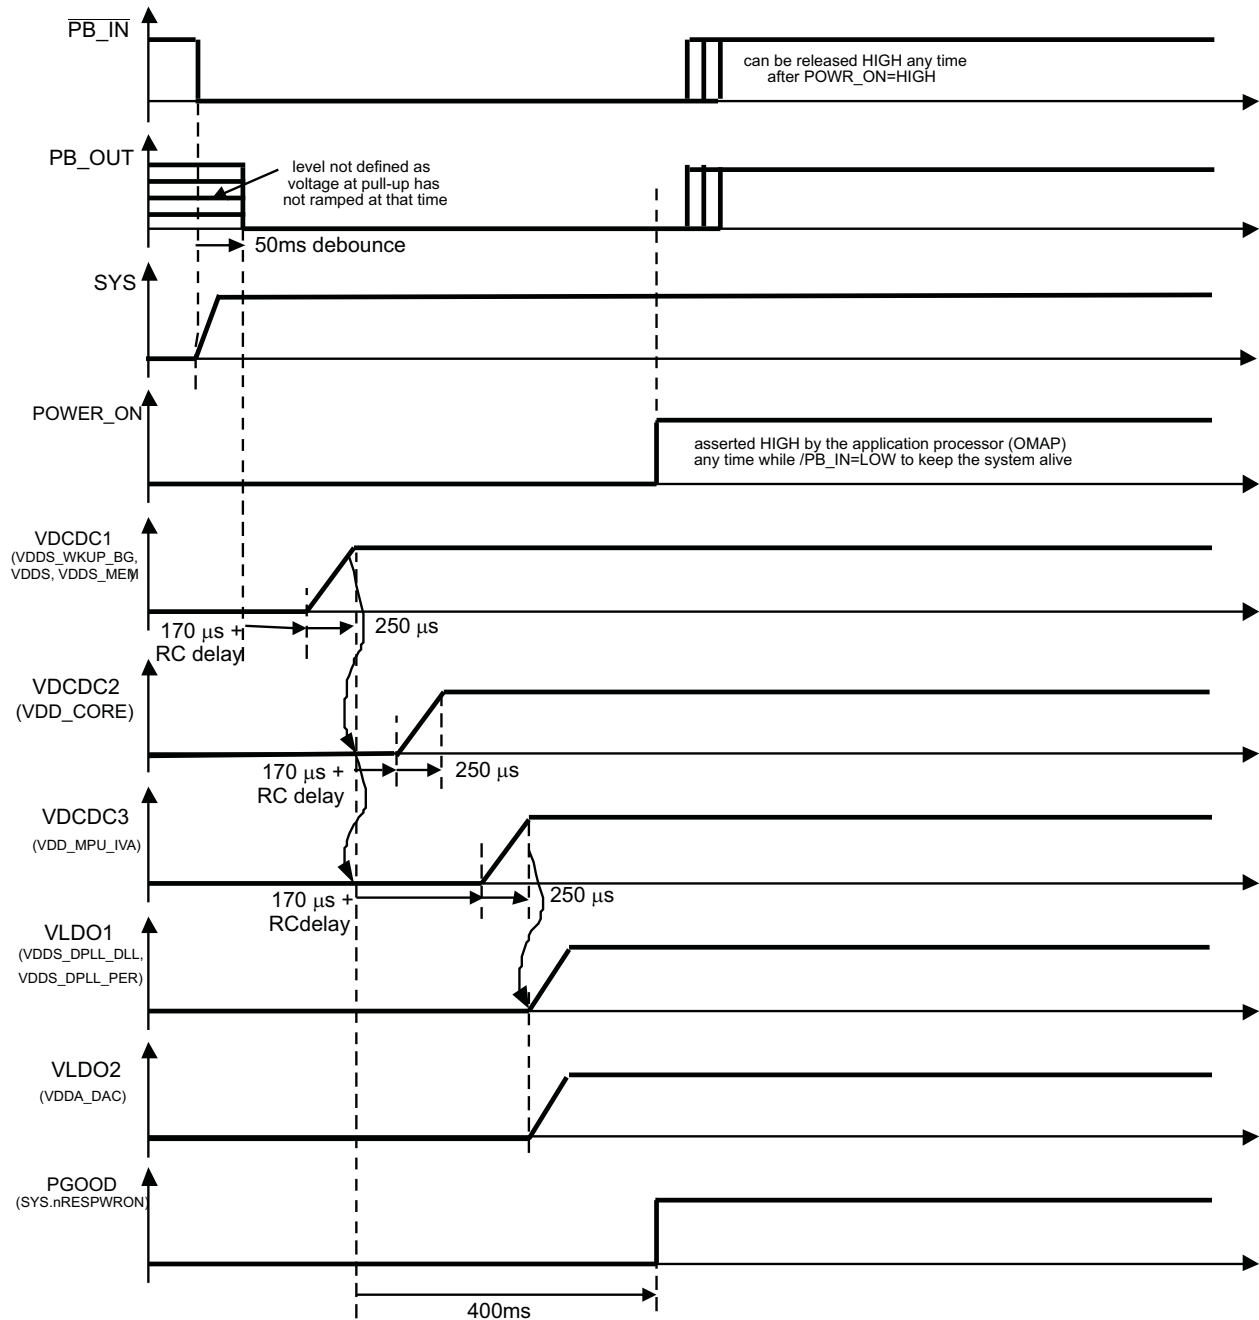 PB_IN
can be released HIGH any time
after POWR_ON=HIGH
PB_OUT
level not defined as
voltage at pull-up has
not ramped at that time
50ms debounce
SYS
POWER_ON
asserted HIGH by the application processor (OMAP)
any time while /PB_IN=LOW to keep the system alive
VDCDC1
(VDDS_WKUP_BG,
VDDS, VDDS_MEM)
170 μs +
RC delay
250 μs
VDCDC2
(VDD_CORE)
170 μs +
RC delay
250 μs
VDCDC3
(VDD_MPU_IVA)
170 μs +
RCdelay
250 μs
VLDO1
(VDDS_DPLL_DLL,
VDDS_DPLL_PER)
VLDO2
(VDDA_DAC)
PGOOD
(SYS.nRESPWRON)
400ms